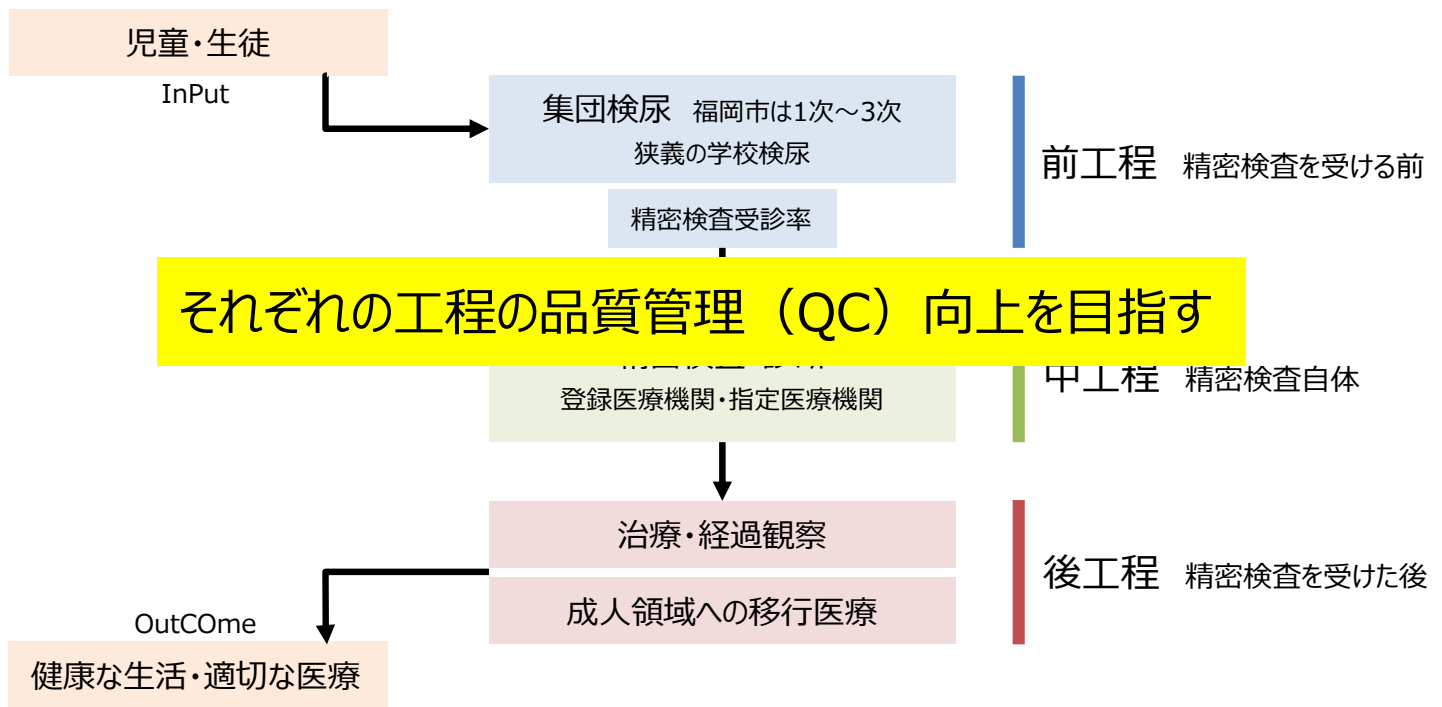 児童・生徒
InPut
集団検尿 福岡市は1次～3次
狭義の学校検尿
前工程 精密検査を受ける前
精密検査受診率
それぞれの工程の品質管理（QC）向上を目指す
中工程 精密検査自体
登録医療機関・指定医療機関
治療・経過観察
後工程 精密検査を受けた後
成人領域への移行医療
OutCOme
健康な生活・適切な医療